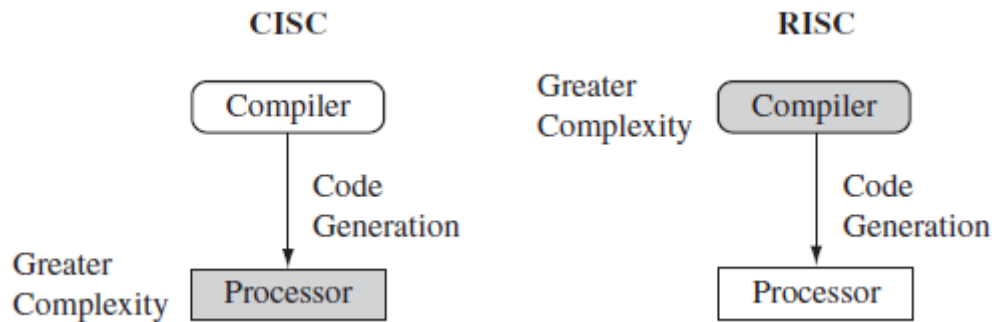 CISC
Compiler
Code
Generation
Greater
Complexity
Processor
RISC
Greater
Complexity
Compiler
Code
Generation
Processor